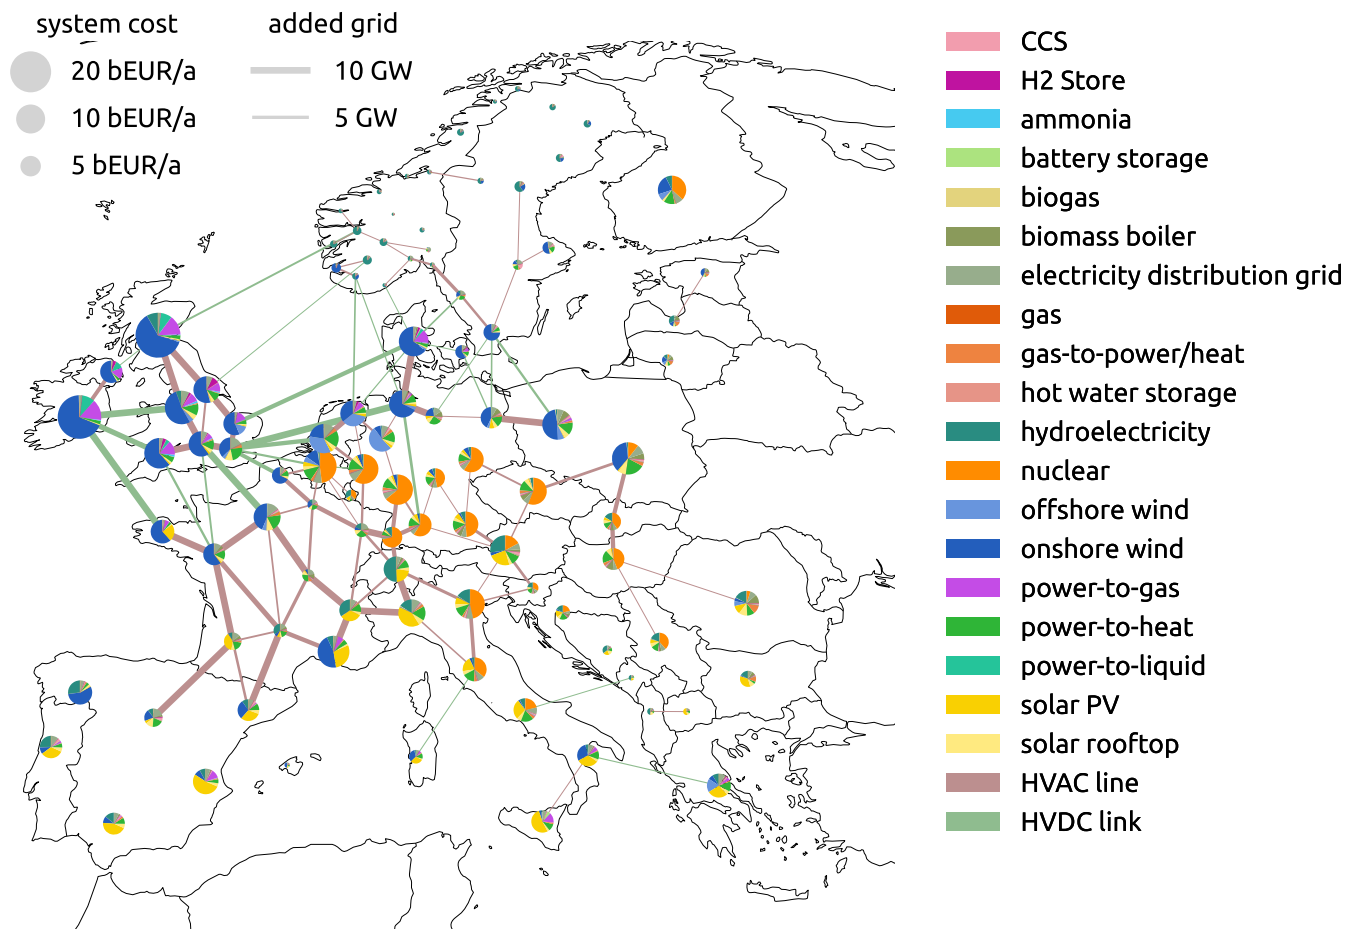 system cost
20 bEUR/a
10 bEUR/a
5 bEUR/a
added grid
10 GW
5 GW
CCS
H2 Store
ammonia
battery storage
biogas
biomass boiler
electricity distribution grid
gas
gas-to-power/heat
hot water storage
hydroelectricity
nuclear
offshore wind
onshore wind
power-to-gas
power-to-heat
power-to-liquid
solar PV
solar rooftop
HVAC line
HVDC link